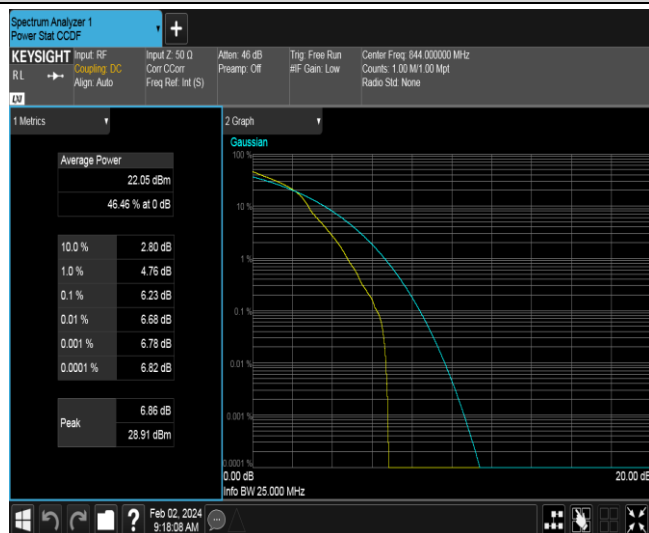 Spectrum Analyzer 1
Power Stat CCDF
KEYSIGHT
RL
LXI
Input: RF
Coupling: DC
Align: Auto
Input Z: 50 Ω
Corr CCorr
Freq Ref: Int (S)
Atten: 46 dB
Preamp: Off
Trig: Free Run
#IF Gain: Low
Center Freq: 844.000000 MHz
Counts: 1.00 M/1.00 Mpt
Radio Std: None
1 Metrics
Average Power
22.05 dBm
46.46 % at 0 dB
10.0 % 2.80 dB
1.0 % 4.76 dB
0.1 % 6.23 dB
0.01 % 6.68 dB
0.001 % 6.78 dB
0.0001 % 6.82 dB
Peak
6.86 dB
28.91 dBm
2 Graph
Gaussian
100 %
10 %
1 %
0.1 %
0.01 %
0.001 %
0.0001 %
0.00 dB
20.00 dB
Info BW 25.000 MHz
?
Feb 02, 2024
9:18:08 AM